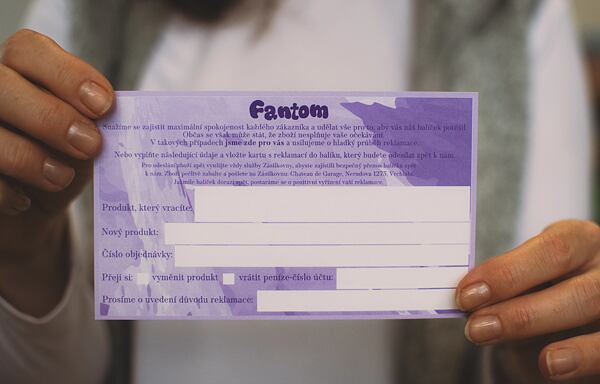 Fantom
Snažíme se zajistit maximální spokojenost každého zákazníka a udělat vše pro to, aby vás náš balíček potěšil.
Občas se však může stát, že zboží nesplňuje vaše očekávání.
V takových případech jsme zde pro vás a usilujeme o hladký průběh reklamace.
Nebo vyplňte následující údaje a vložte kartu s reklamací do balíku, který budete odesílat zpět k nám.
Pro odeslání zboží zpět, využijte vždy služby Zásilkovny, abyste zajistili bezpečný přenos balíčku zpět
k nám. Zboží pečlivě zabalte a pošlete na Zásilkovnu: Chateau de Garage, Nerudova 1275, Vrchlabí.
Jakmile balíček dorazí zpět, postaráme se o pozitivní vyřízení vaší reklamace.
Produkt, který vracíte:
Nový produkt:
Číslo objednávky:
Přeji si: vyměnit produkt vrátit peníze-číslo účtu:
Prosíme o uvedení důvodu reklamace: